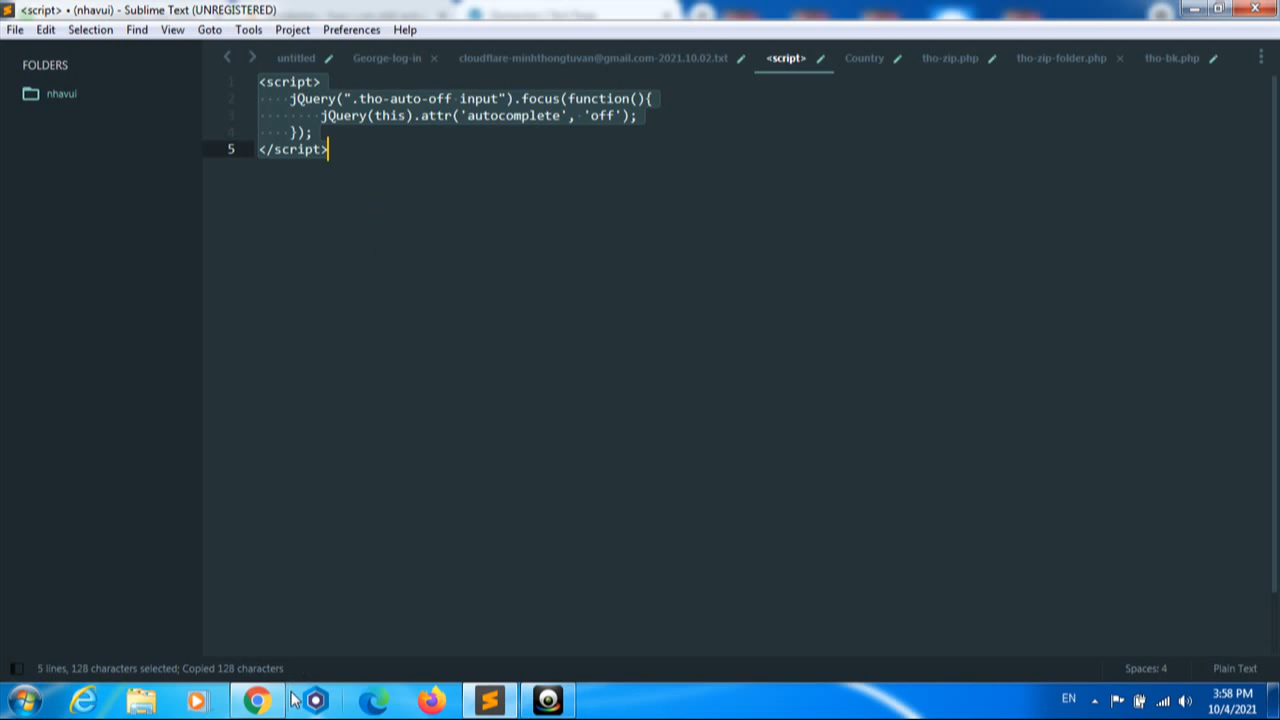 <script> • (nhavui) - Sublime Text (UNREGISTERED)
File Edit Selection Find View Goto Tools Project Preferences Help
FOLDERS
nhavui
untitled George-log-in cloudflare-minhthongtuvan@gmail.com-2021.10.02.txt <script> Country tho-zip.php tho-zip-folder.php tho-bk.php
1 <script>
2 jQuery(".tho-auto-off input").focus(function(){
3 jQuery(this).attr('autocomplete', 'off');
4 });
5 </script>
5 lines, 128 characters selected; Copied 128 characters
Spaces: 4 Plain Text
EN
3:58 PM
10/4/2021